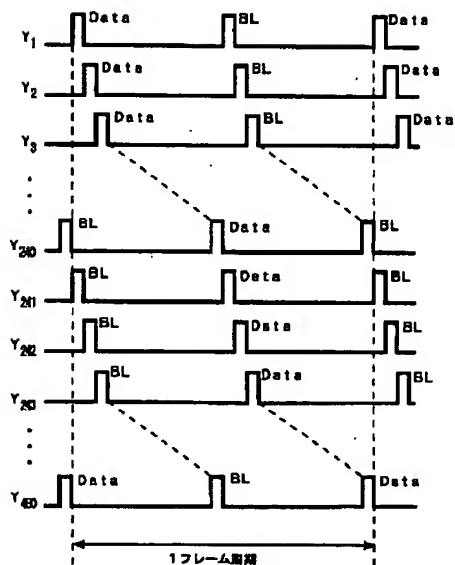 Y1 Data BL Data
Y2 Data BL Data
Y3 Data BL Data
Y240 BL Data BL
Y241 BL Data BL
Y242 BL Data BL
Y243 BL Data BL
Y480 Data BL Data
1フレーム周期